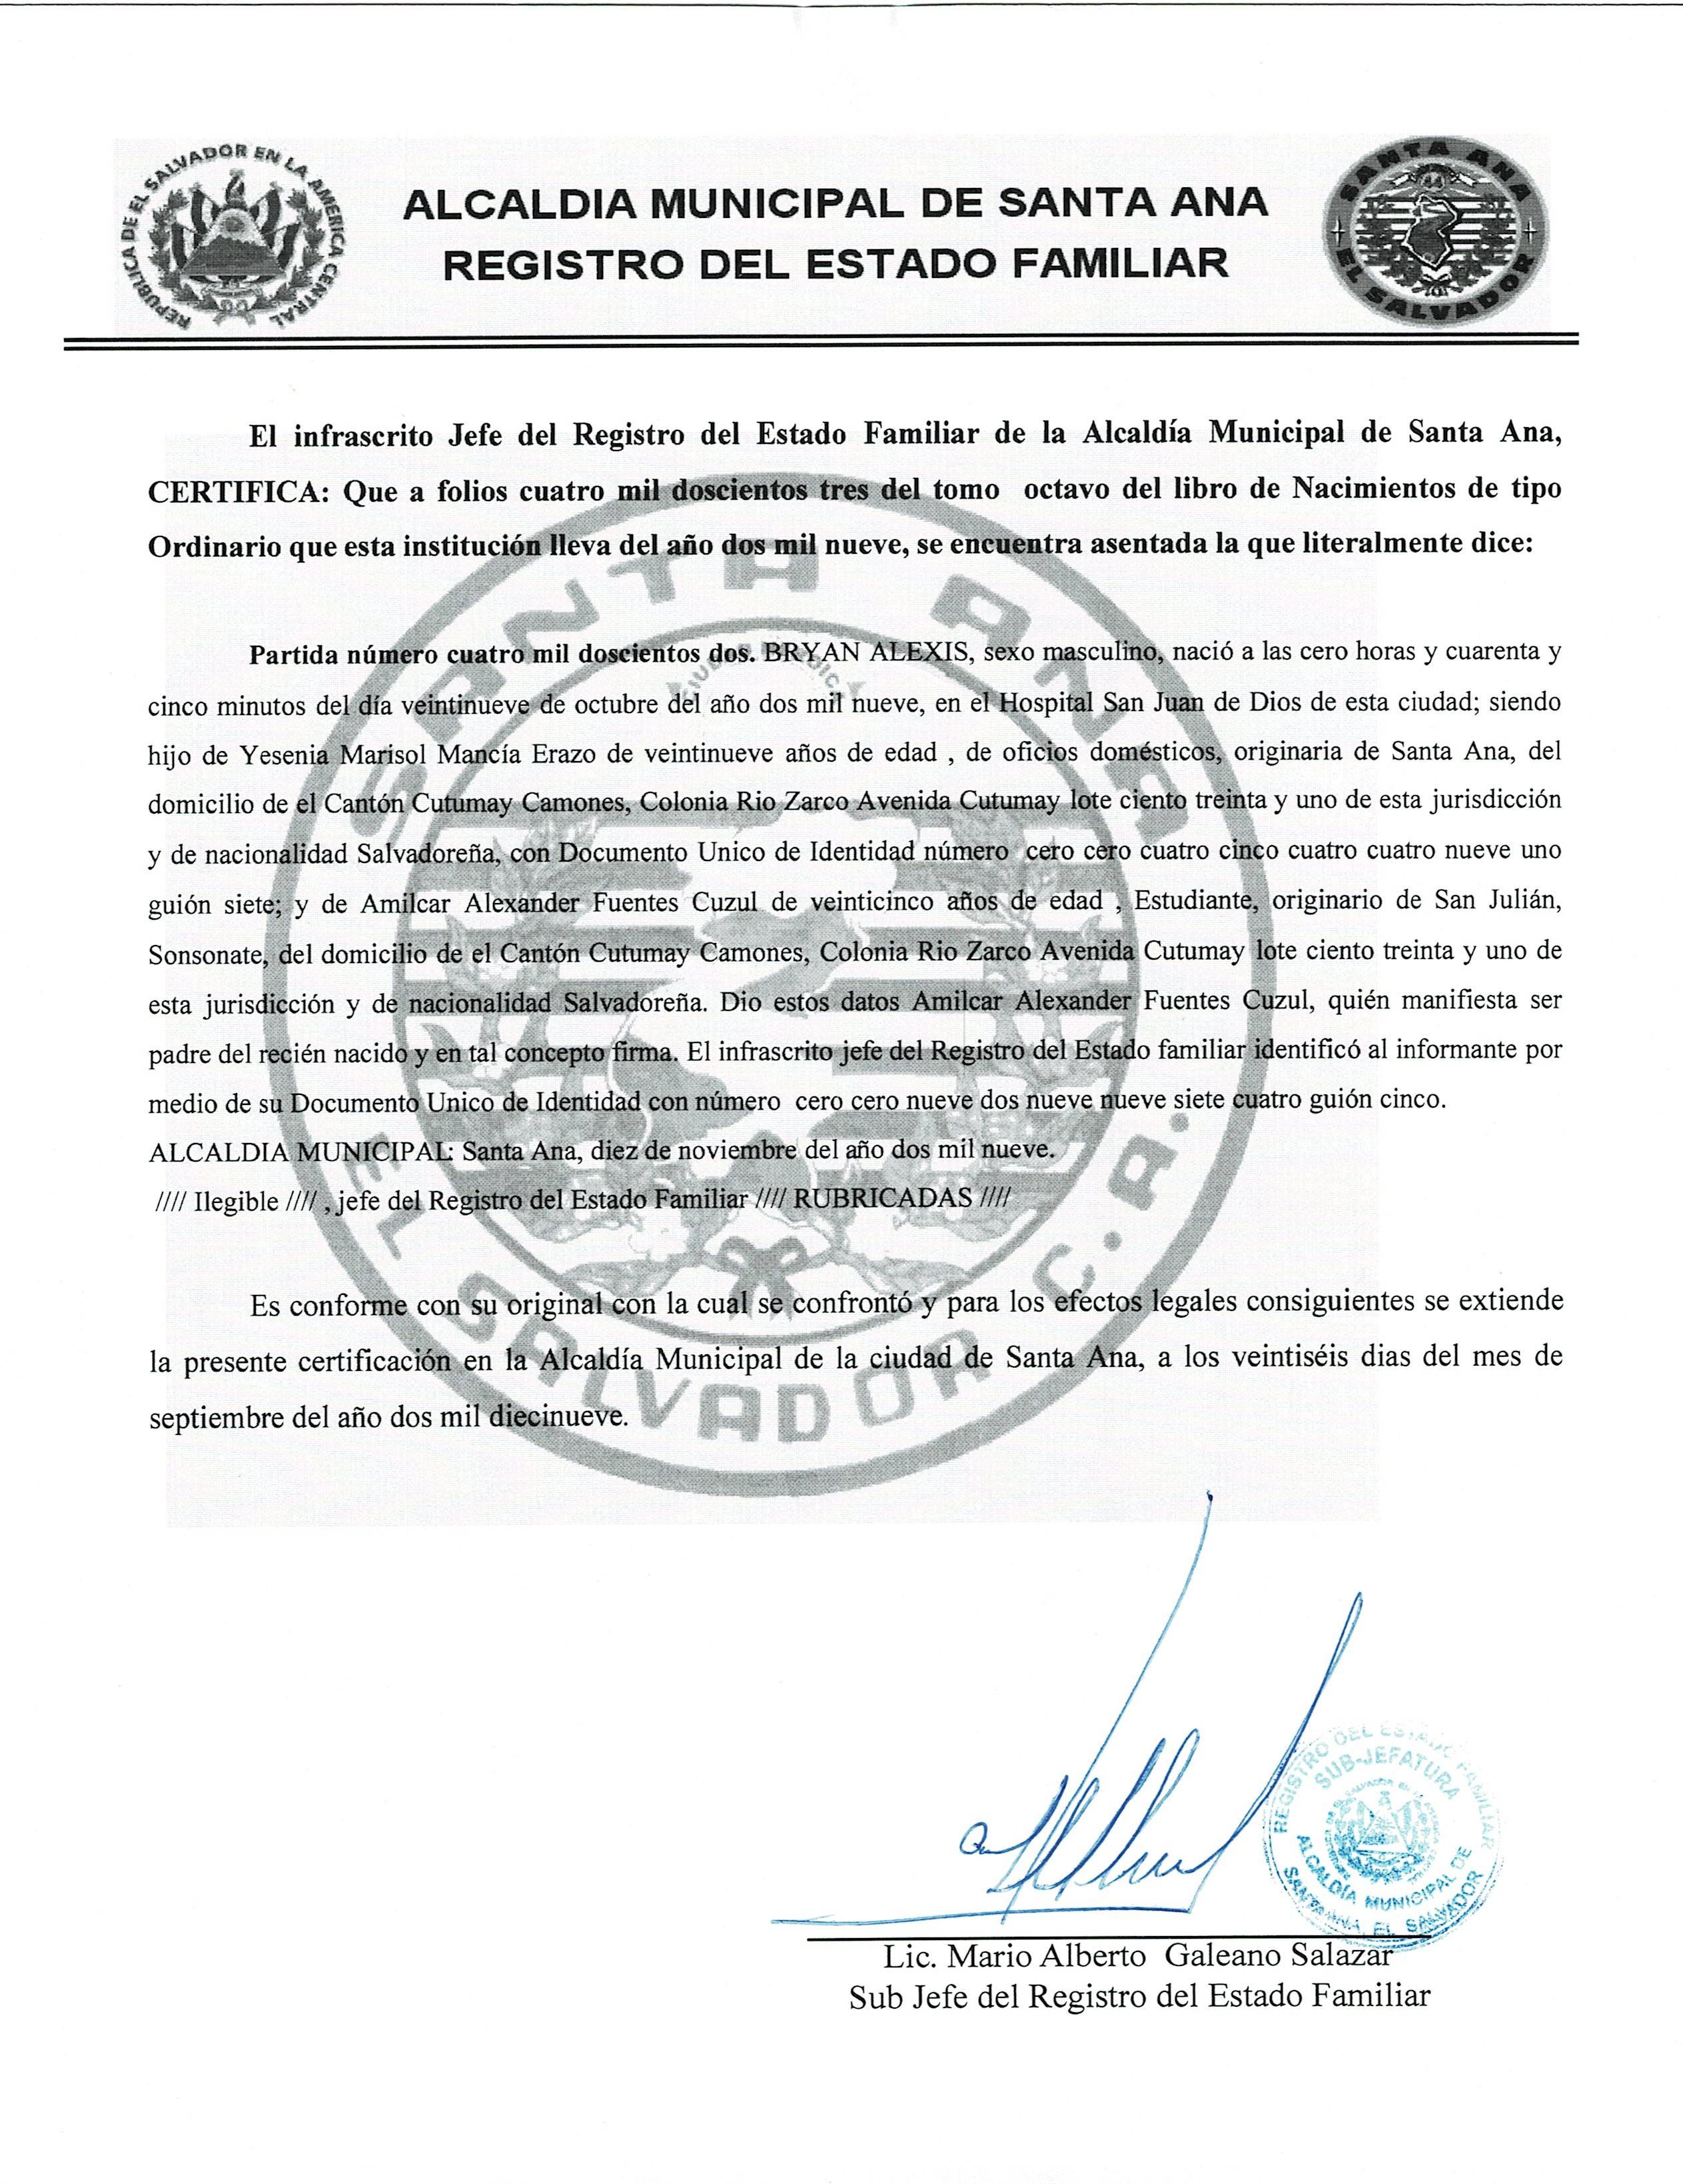 REPUBLICA DE EL SALVADOR EN LA AMERICA CENTRAL
ALCALDIA MUNICIPAL DE SANTA ANA
REGISTRO DEL ESTADO FAMILIAR
SANTA ANA
EL SALVADOR
El infrascrito Jefe del Registro del Estado Familiar de la Alcaldía Municipal de Santa Ana,
CERTIFICA: Que a folios cuatro mil doscientos tres del tomo octavo del libro de Nacimientos de tipo
Ordinario que esta institución lleva del año dos mil nueve, se encuentra asentada la que literalmente dice:
Partida número cuatro mil doscientos dos. BRYAN ALEXIS, sexo masculino, nació a las cero horas y cuarenta y
cinco minutos del día veintinueve de octubre del año dos mil nueve, en el Hospital San Juan de Dios de esta ciudad; siendo
hijo de Yesenia Marisol Mancía Erazo de veintinueve años de edad , de oficios domésticos, originaria de Santa Ana, del
domicilio de el Cantón Cutumay Camones, Colonia Rio Zarco Avenida Cutumay lote ciento treinta y uno de esta jurisdicción
y de nacionalidad Salvadoreña, con Documento Unico de Identidad número cero cero cuatro cinco cuatro cuatro nueve uno
guión siete; y de Amilcar Alexander Fuentes Cuzul de veinticinco años de edad , Estudiante, originario de San Julián,
Sonsonate, del domicilio de el Cantón Cutumay Camones, Colonia Rio Zarco Avenida Cutumay lote ciento treinta y uno de
esta jurisdicción y de nacionalidad Salvadoreña. Dio estos datos Amilcar Alexander Fuentes Cuzul, quién manifiesta ser
padre del recién nacido y en tal concepto firma. El infrascrito jefe del Registro del Estado familiar identificó al informante por
medio de su Documento Unico de Identidad con número cero cero nueve dos nueve nueve siete cuatro guión cinco.
ALCALDIA MUNICIPAL: Santa Ana, diez de noviembre del año dos mil nueve.
//// Ilegible //// , jefe del Registro del Estado Familiar //// RUBRICADAS ////
Es conforme con su original con la cual se confrontó y para los efectos legales consiguientes se extiende
la presente certificación en la Alcaldía Municipal de la ciudad de Santa Ana, a los veintiséis dias del mes de
septiembre del año dos mil diecinueve.
SANTA ANA
EL SALVADOR C.A.
REGISTRO DEL ESTADO FAMILIAR
SUB-JEFATURA
ALCALDÍA MUNICIPAL DE
SANTA ANA, EL SALVADOR
Lic. Mario Alberto Galeano Salazar
Sub Jefe del Registro del Estado Familiar